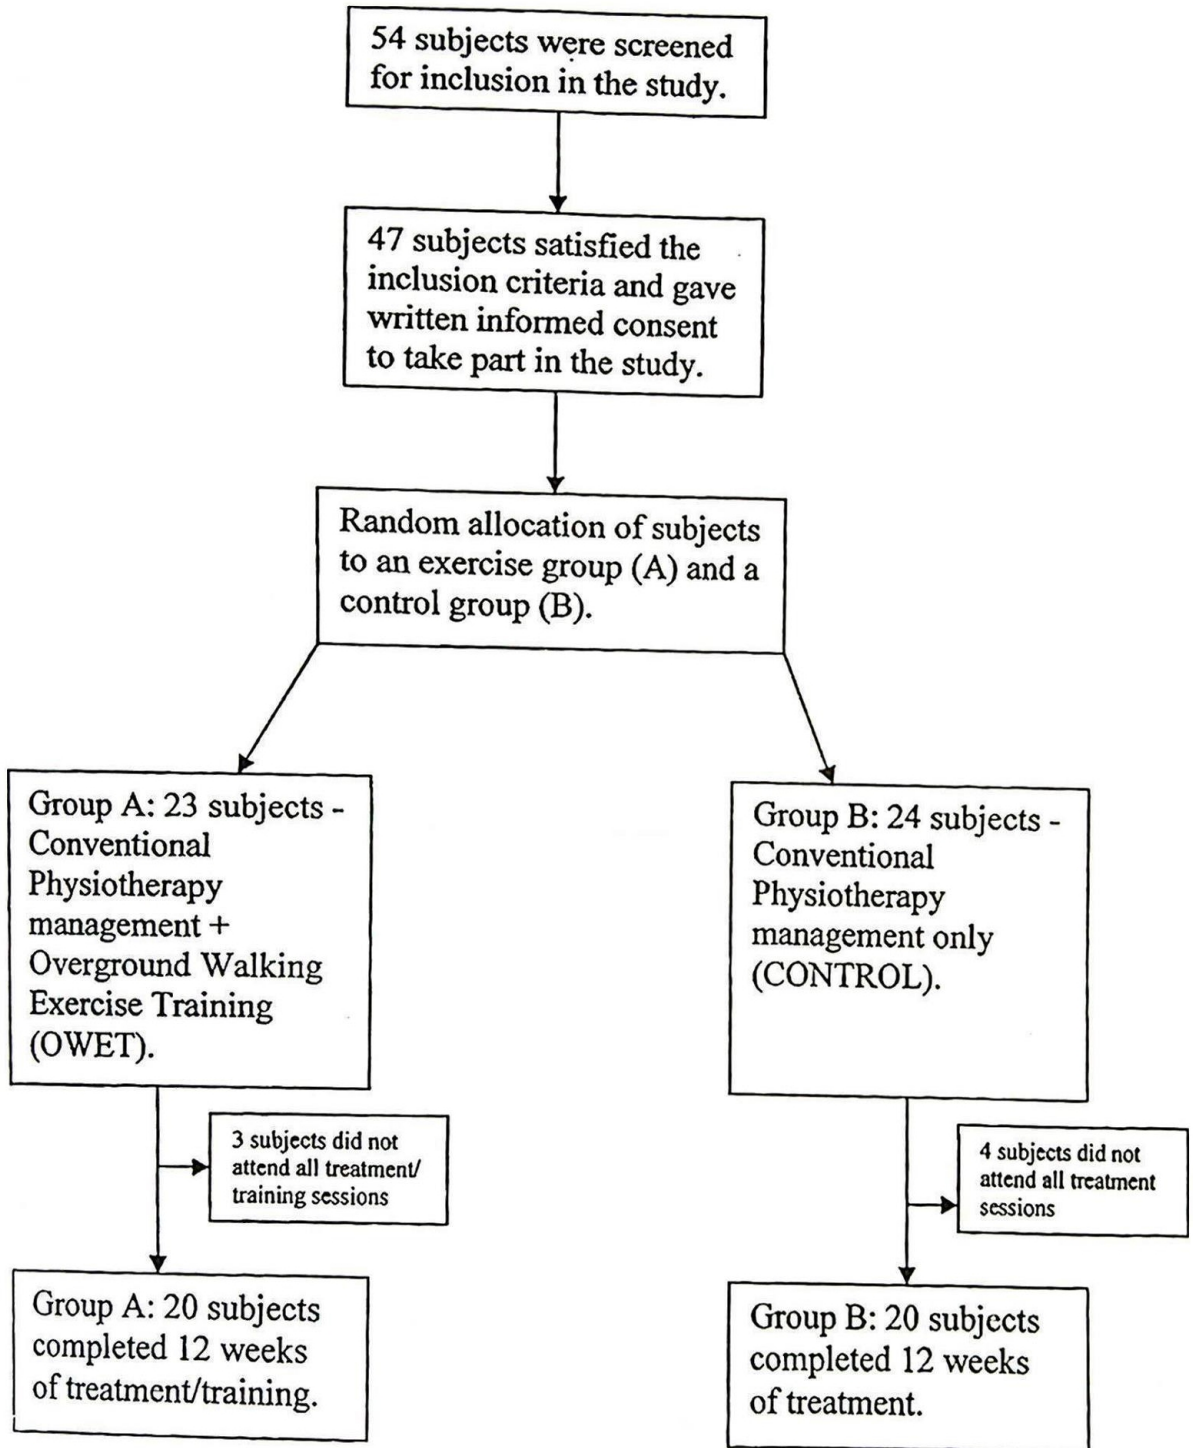 54 subjects were screened
for inclusion in the study.
47 subjects satisfied the
inclusion criteria and gave
written informed consent
to take part in the study.
Random allocation of subjects
to an exercise group (A) and a
control group (B).
Group A: 23 subjects -
Conventional
Physiotherapy
management +
Overground Walking
Exercise Training
(OWET).
Group B: 24 subjects -
Conventional
Physiotherapy
management only
(CONTROL).
3 subjects did not
attend all treatment/
training sessions
4 subjects did not
attend all treatment
sessions
Group A: 20 subjects
completed 12 weeks
of treatment/training.
Group B: 20 subjects
completed 12 weeks
of treatment.